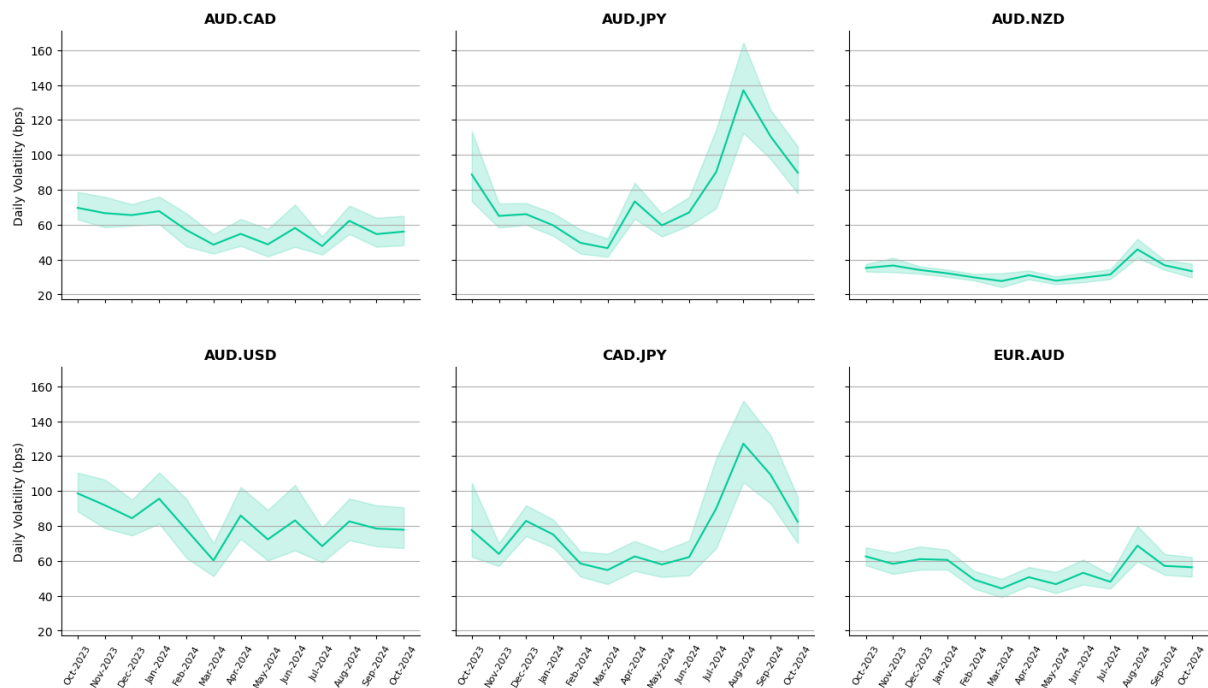 AUD.CAD
AUD.JPY
AUD.NZD
Daily Volatility (bps)
160
140
120
100
80
60
40
20
AUD.USD
CAD.JPY
EUR.AUD
Daily Volatility (bps)
160
140
120
100
80
60
40
20
Oct-2023
Nov-2023
Dec-2023
Jan-2024
Feb-2024
Mar-2024
Apr-2024
May-2024
Jun-2024
Jul-2024
Aug-2024
Sep-2024
Oct-2024
Oct-2023
Nov-2023
Dec-2023
Jan-2024
Feb-2024
Mar-2024
Apr-2024
May-2024
Jun-2024
Jul-2024
Aug-2024
Sep-2024
Oct-2024
Oct-2023
Nov-2023
Dec-2023
Jan-2024
Feb-2024
Mar-2024
Apr-2024
May-2024
Jun-2024
Jul-2024
Aug-2024
Sep-2024
Oct-2024